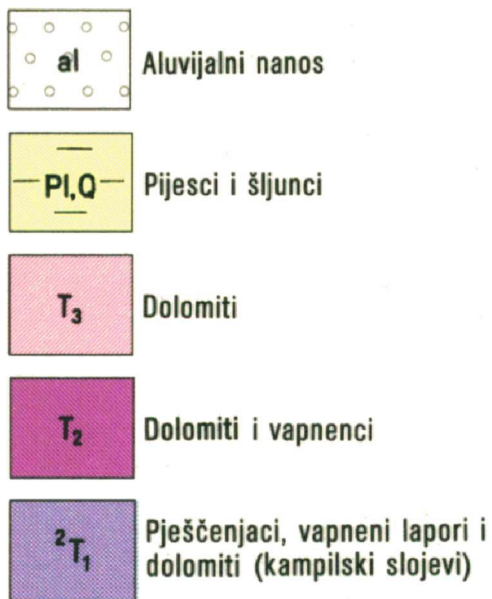 al Aluvijalni nanos
Pl,Q Pijesci i šljunci
T₃ Dolomiti
T₂ Dolomiti i vapnenci
²T₁ Pješčenjaci, vapneni lapori i
dolomiti (kampilski slojevi)